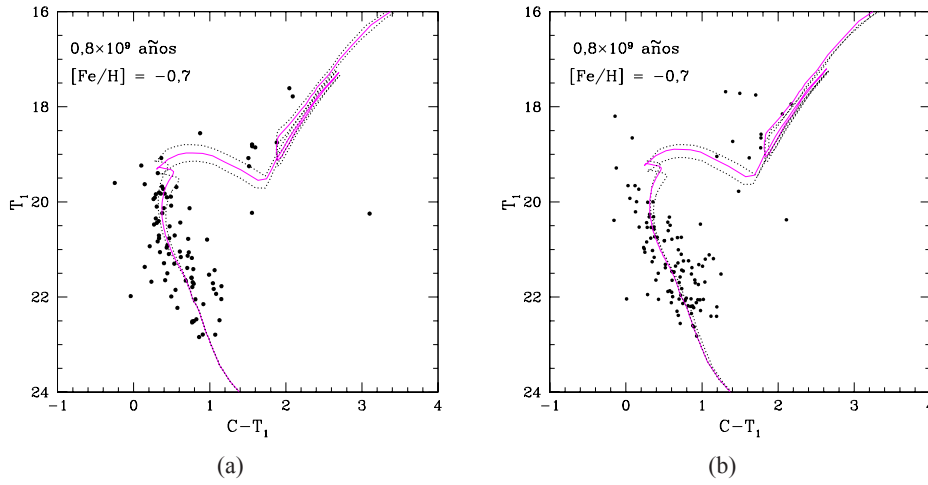 16
18
20
22
24
T₁
0,8×10⁹ años
[Fe/H] = −0,7
−1
0
1
2
3
4
C−T₁
(a)
16
18
20
22
24
T₁
0,8×10⁹ años
[Fe/H] = −0,7
−1
0
1
2
3
4
C−T₁
(b)